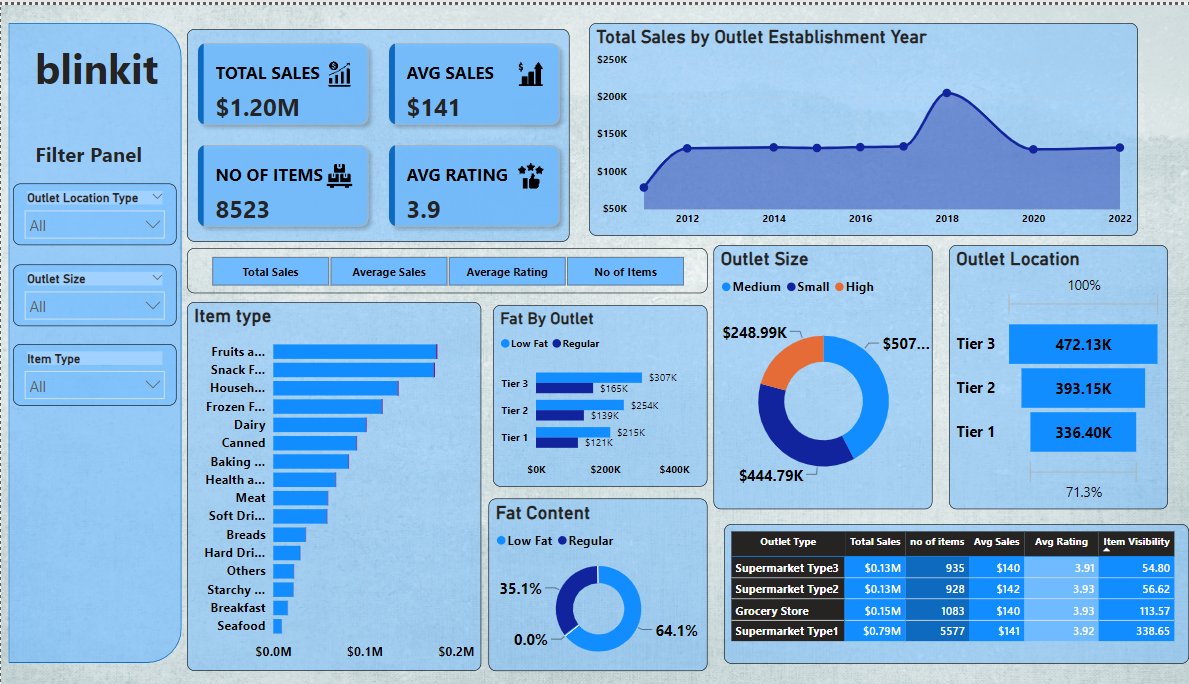 blinkit
Filter Panel
Outlet Location Type
All
Outlet Size
All
Item Type
All
TOTAL SALES
$1.20M
AVG SALES
$141
NO OF ITEMS
8523
AVG RATING
3.9
Total Sales by Outlet Establishment Year
$250K
$200K
$150K
$100K
$50K
2012 2014 2016 2018 2020 2022
Total Sales Average Sales Average Rating No of Items
Item type
Fruits a...
Snack F...
Househ...
Frozen F...
Dairy
Canned
Baking ...
Health a...
Meat
Soft Dri...
Breads
Hard Dri...
Others
Starchy ...
Breakfast
Seafood
$0.0M $0.1M $0.2M
Fat By Outlet
Low Fat Regular
Tier 3 $307K
$165K
Tier 2 $254K
$139K
Tier 1 $215K
$121K
$0K $200K $400K
Fat Content
Low Fat Regular
35.1%
0.0%
64.1%
Outlet Size
Medium Small High
$248.99K
$507...
$444.79K
Outlet Location
100%
Tier 3 472.13K
Tier 2 393.15K
Tier 1 336.40K
71.3%
Outlet Type Total Sales no of items Avg Sales Avg Rating Item Visibility
Supermarket Type3 $0.13M 935 $140 3.91 54.80
Supermarket Type2 $0.13M 928 $142 3.93 56.62
Grocery Store $0.15M 1083 $140 3.93 113.57
Supermarket Type1 $0.79M 5577 $141 3.92 338.65